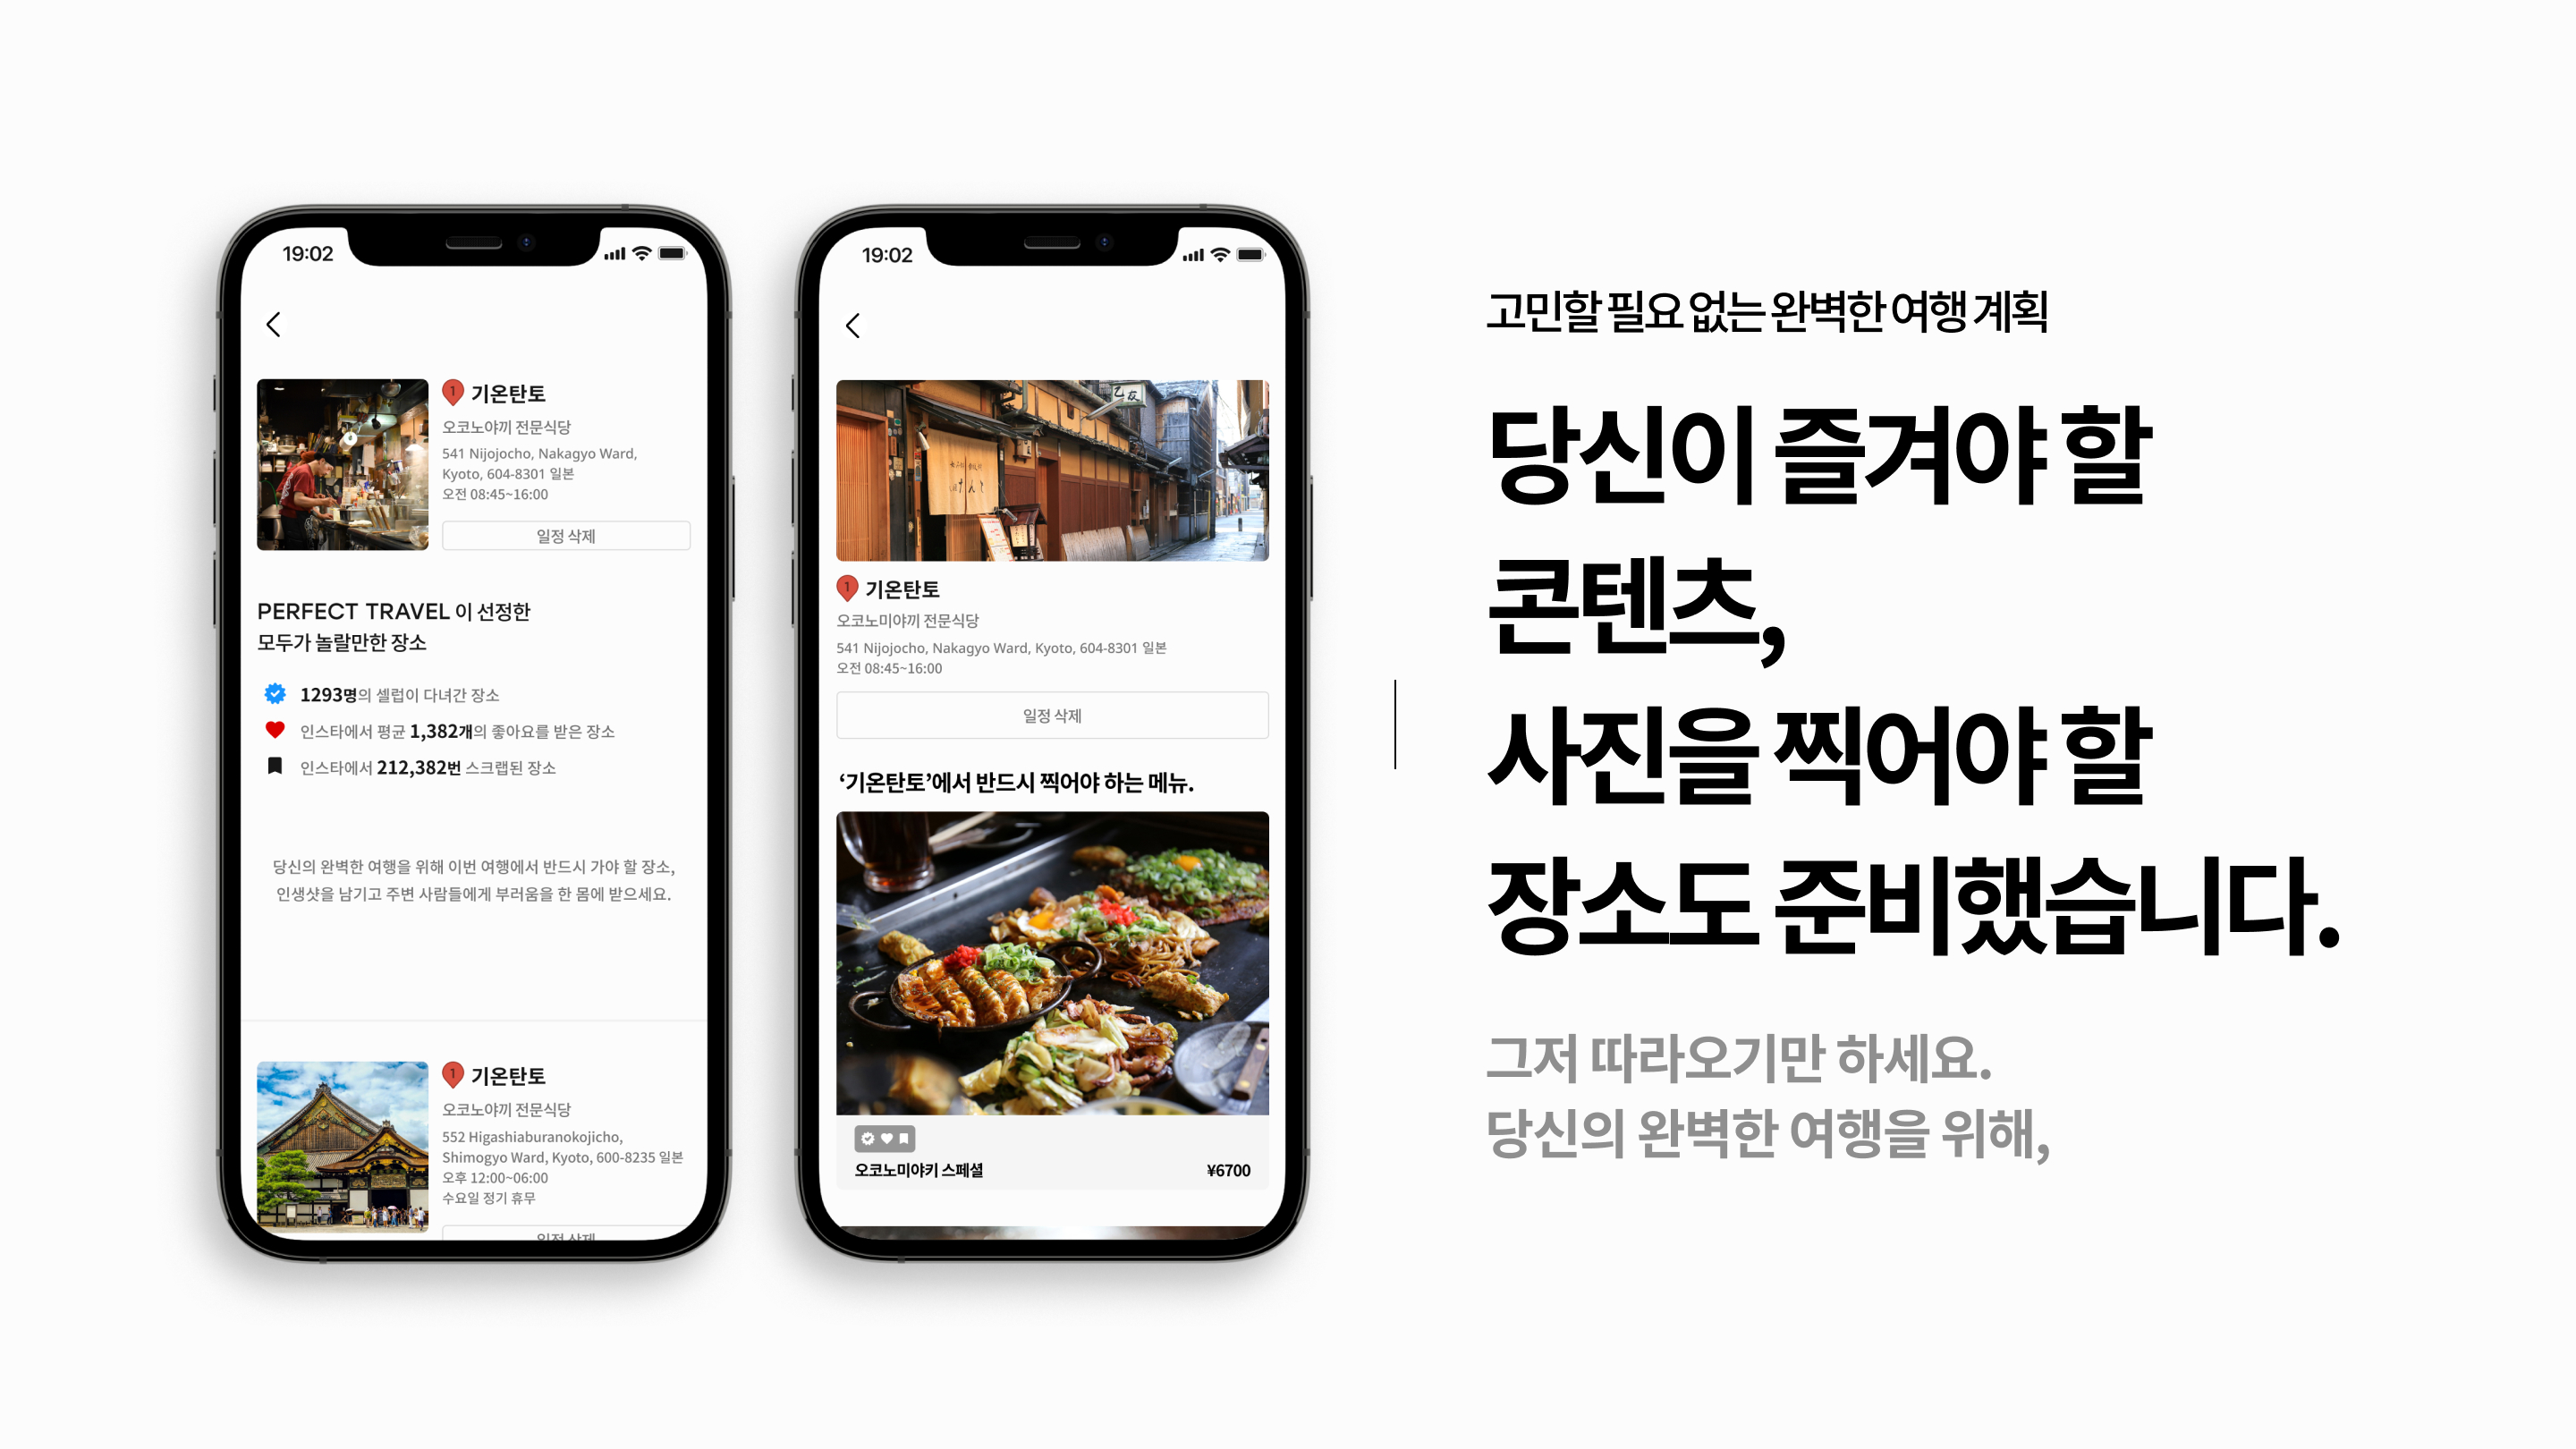 19:02
1 기온탄토
오코노야끼 전문식당
541 Nijojocho, Nakagyo Ward,
Kyoto, 604-8301 일본
오전 08:45~16:00
일정 삭제
PERFECT TRAVEL 이 선정한
모두가 놀랄만한 장소
1293명의 셀럽이 다녀간 장소
인스타에서 평균 1,382개의 좋아요를 받은 장소
인스타에서 212,382번 스크랩된 장소
당신의 완벽한 여행을 위해 이번 여행에서 반드시 가야 할 장소,
인생샷을 남기고 주변 사람들에게 부러움을 한 몸에 받으세요.
1 기온탄토
오코노야끼 전문식당
552 Higashiaburanokojicho,
Shimogyo Ward, Kyoto, 600-8235 일본
오후 12:00~06:00
수요일 정기 휴무
일정 삭제
19:02
乙友
1 기온탄토
오코노미야끼 전문식당
541 Nijojocho, Nakagyo Ward, Kyoto, 604-8301 일본
오전 08:45~16:00
일정 삭제
‘기온탄토’에서 반드시 찍어야 하는 메뉴.
오코노미야키 스페셜 ¥6700
고민할 필요 없는 완벽한 여행 계획
당신이 즐겨야 할
콘텐츠,
사진을 찍어야 할
장소도 준비했습니다.
그저 따라오기만 하세요.
당신의 완벽한 여행을 위해,